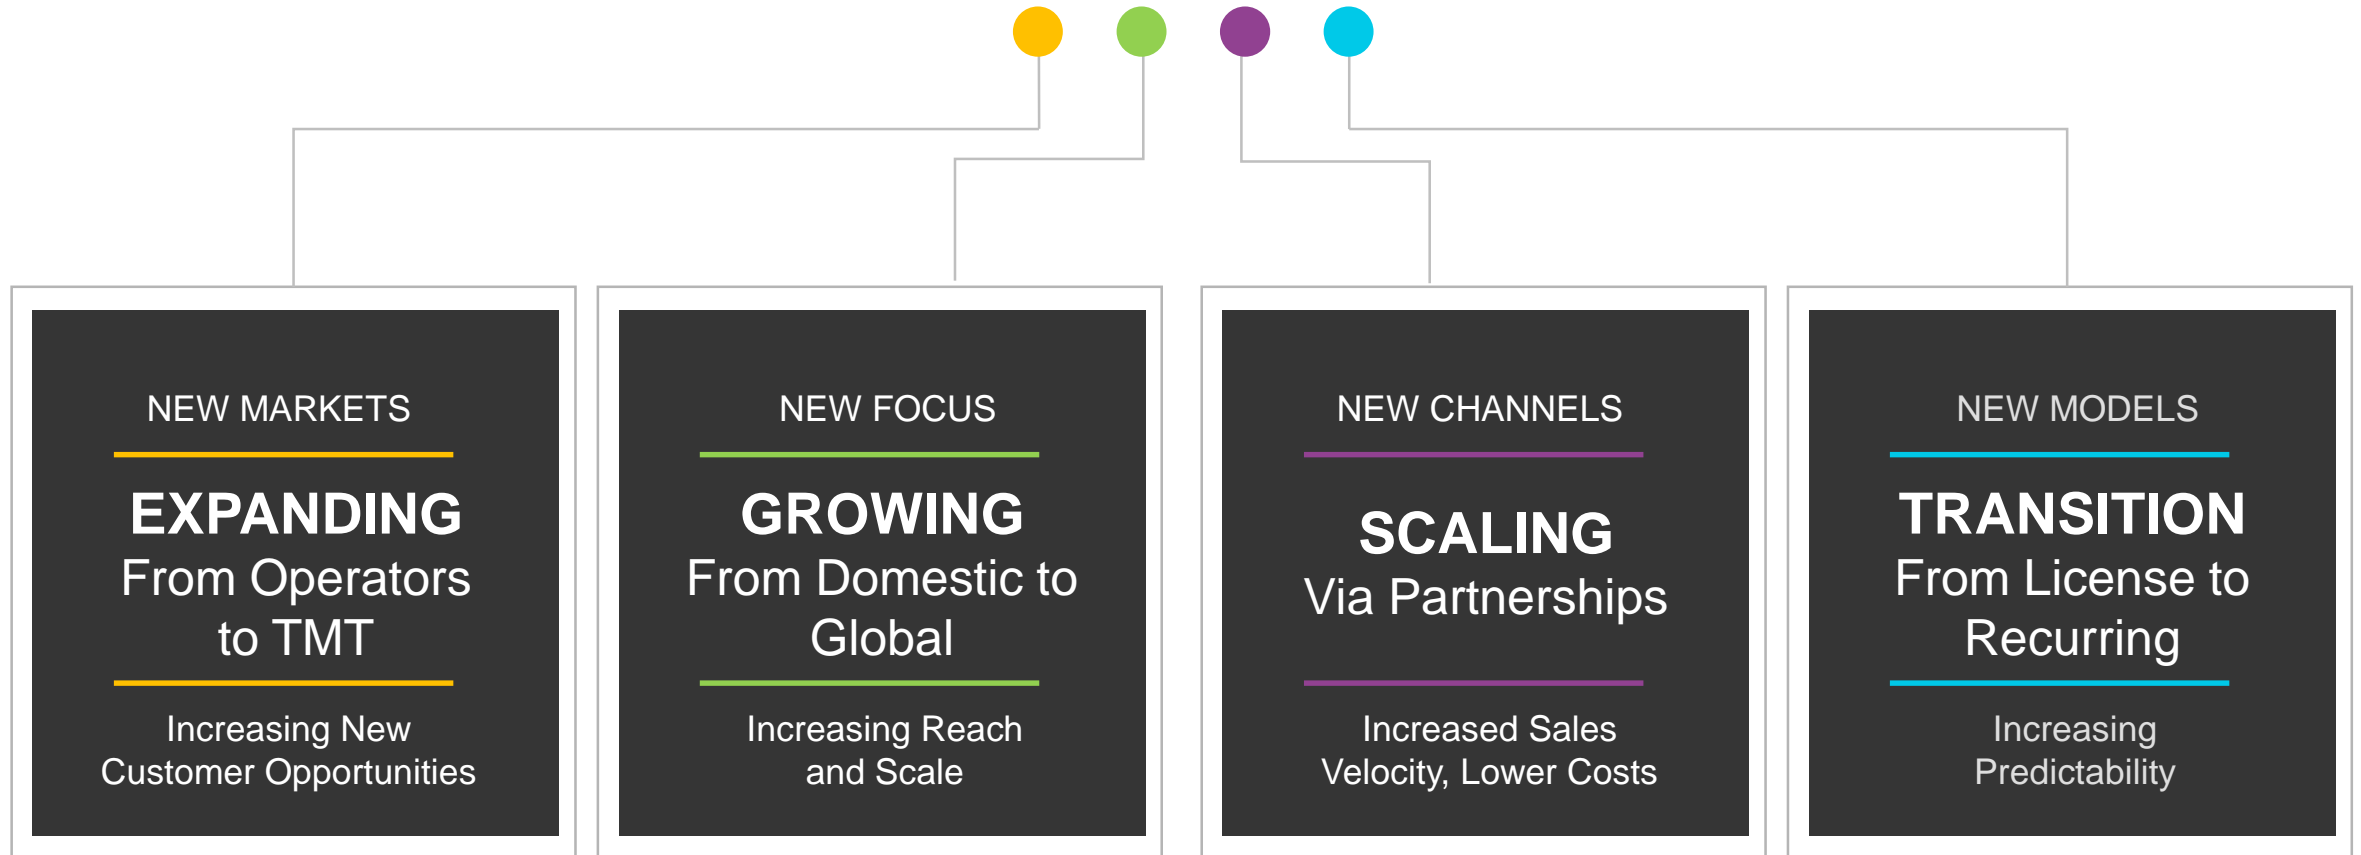 NEW MARKETS
EXPANDING
From Operators
to TMT
Increasing New
Customer Opportunities
NEW FOCUS
GROWING
From Domestic to
Global
Increasing Reach
and Scale
NEW CHANNELS
SCALING
Via Partnerships
Increased Sales
Velocity, Lower Costs
NEW MODELS
TRANSITION
From License to
Recurring
Increasing
Predictability